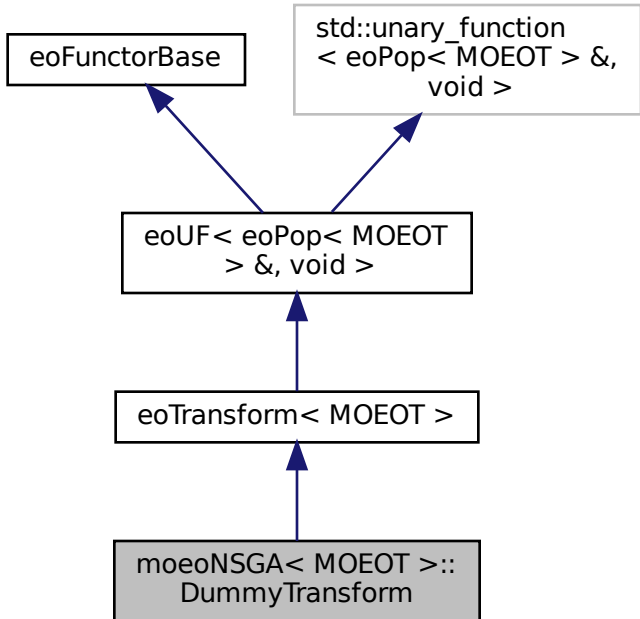 eoFunctorBase
std::unary_function
< eoPop< MOEOT > &,
void >
eoUF< eoPop< MOEOT
> &, void >
eoTransform< MOEOT >
moeoNSGA< MOEOT >::
DummyTransform